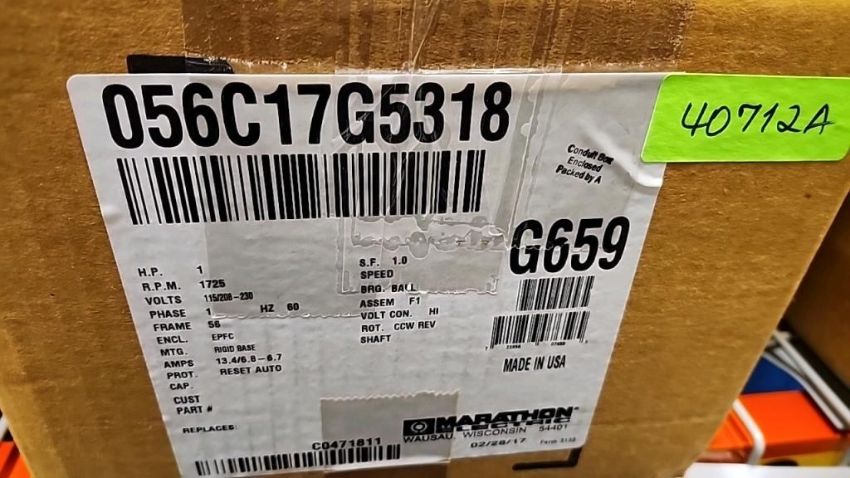 056C17G5318
40712A
Conduit Box
Enclosed
Packed by A
G659
H.P. 1
R.P.M. 1725
VOLTS 115/208-230
PHASE 1 HZ 60
FRAME 56
ENCL. EPFC
MTG. RIGID BASE
AMPS 13.4/6.8-6.7
PROT. RESET AUTO
CAP.
CUST
PART #
REPLACES:
S.F. 1.0
SPEED
BRG. BALL
ASSEM F1
VOLT CON. HI
ROT. CCW REV
SHAFT
MADE IN USA
MARATHON
ELECTRIC
WAUSAU, WISCONSIN 54401
02/28/17
C0471811